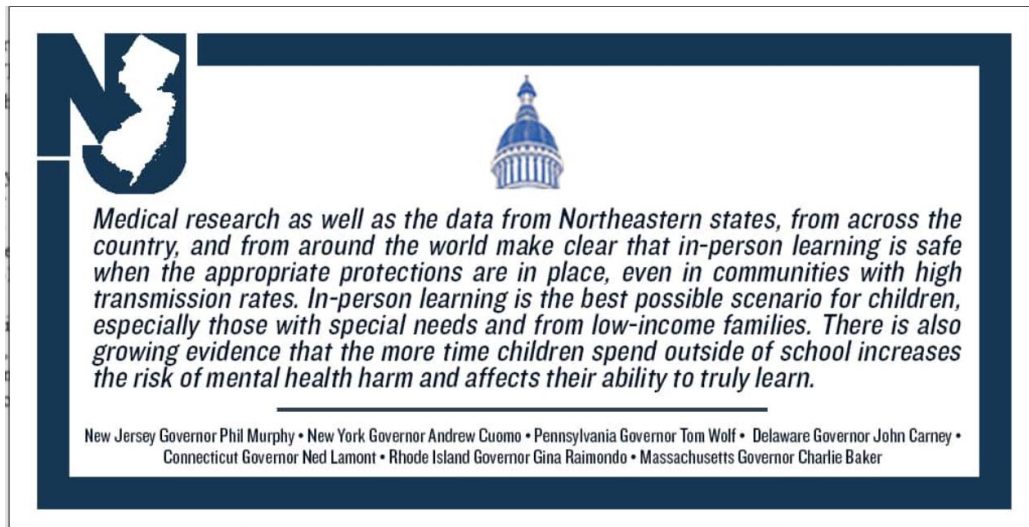 NJ
Medical research as well as the data from Northeastern states, from across the
country, and from around the world make clear that in-person learning is safe
when the appropriate protections are in place, even in communities with high
transmission rates. In-person learning is the best possible scenario for children,
especially those with special needs and from low-income families. There is also
growing evidence that the more time children spend outside of school increases
the risk of mental health harm and affects their ability to truly learn.
New Jersey Governor Phil Murphy • New York Governor Andrew Cuomo • Pennsylvania Governor Tom Wolf • Delaware Governor John Carney •
Connecticut Governor Ned Lamont • Rhode Island Governor Gina Raimondo • Massachusetts Governor Charlie Baker